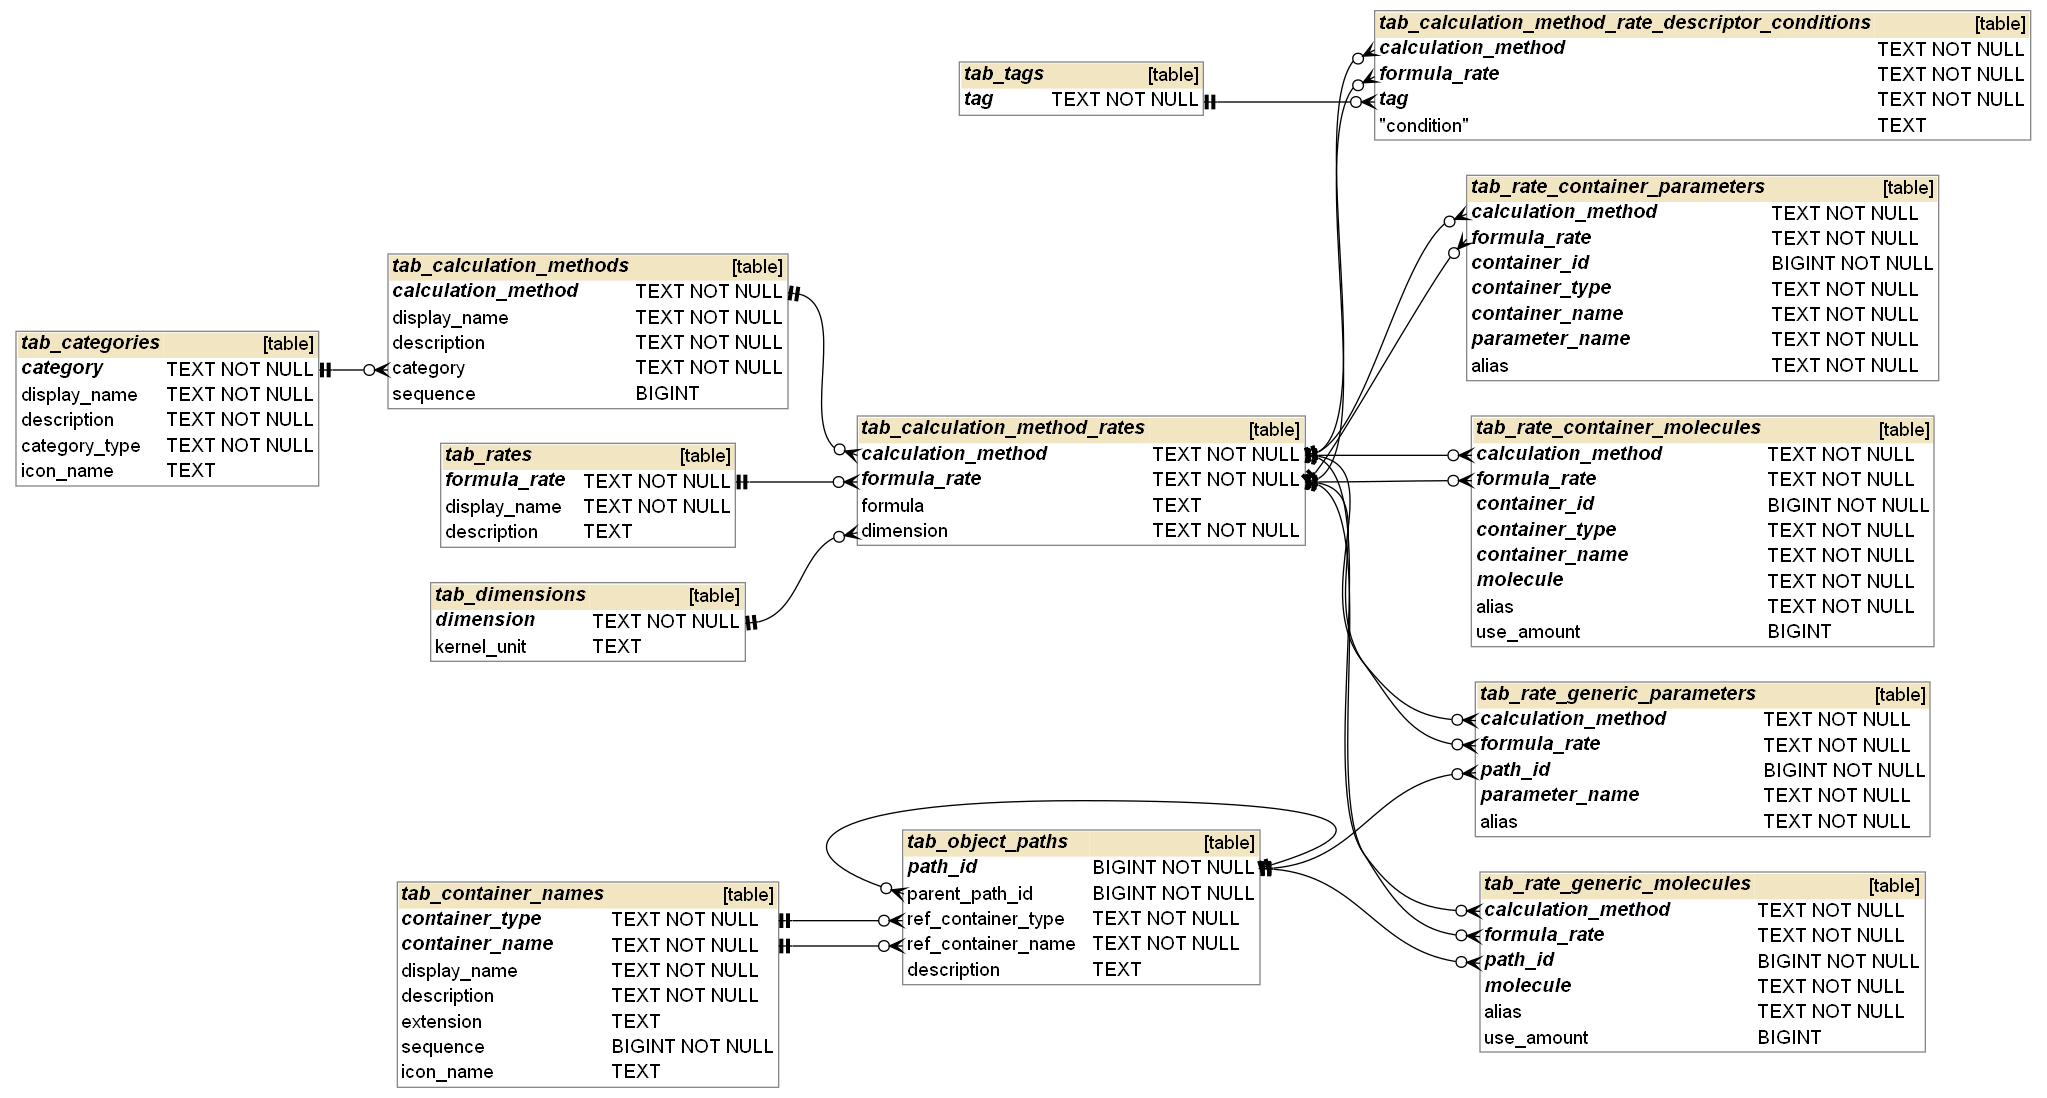 tab_calculation_method_rate_descriptor_conditions [table]
calculation_method TEXT NOT NULL
formula_rate TEXT NOT NULL
tag TEXT NOT NULL
"condition" TEXT
tab_tags [table]
tag TEXT NOT NULL
tab_rate_container_parameters [table]
calculation_method TEXT NOT NULL
formula_rate TEXT NOT NULL
container_id BIGINT NOT NULL
container_type TEXT NOT NULL
container_name TEXT NOT NULL
parameter_name TEXT NOT NULL
alias TEXT NOT NULL
tab_calculation_methods [table]
calculation_method TEXT NOT NULL
display_name TEXT NOT NULL
description TEXT NOT NULL
category TEXT NOT NULL
sequence BIGINT
tab_categories [table]
category TEXT NOT NULL
display_name TEXT NOT NULL
description TEXT NOT NULL
category_type TEXT NOT NULL
icon_name TEXT
tab_rates [table]
formula_rate TEXT NOT NULL
display_name TEXT NOT NULL
description TEXT
tab_calculation_method_rates [table]
calculation_method TEXT NOT NULL
formula_rate TEXT NOT NULL
formula TEXT
dimension TEXT NOT NULL
tab_rate_container_molecules [table]
calculation_method TEXT NOT NULL
formula_rate TEXT NOT NULL
container_id BIGINT NOT NULL
container_type TEXT NOT NULL
container_name TEXT NOT NULL
molecule TEXT NOT NULL
alias TEXT NOT NULL
use_amount BIGINT
tab_dimensions [table]
dimension TEXT NOT NULL
kernel_unit TEXT
tab_rate_generic_parameters [table]
calculation_method TEXT NOT NULL
formula_rate TEXT NOT NULL
path_id BIGINT NOT NULL
parameter_name TEXT NOT NULL
alias TEXT NOT NULL
tab_object_paths [table]
path_id BIGINT NOT NULL
parent_path_id BIGINT NOT NULL
ref_container_type TEXT NOT NULL
ref_container_name TEXT NOT NULL
description TEXT
tab_container_names [table]
container_type TEXT NOT NULL
container_name TEXT NOT NULL
display_name TEXT NOT NULL
description TEXT NOT NULL
extension TEXT
sequence BIGINT NOT NULL
icon_name TEXT
tab_rate_generic_molecules [table]
calculation_method TEXT NOT NULL
formula_rate TEXT NOT NULL
path_id BIGINT NOT NULL
molecule TEXT NOT NULL
alias TEXT NOT NULL
use_amount BIGINT